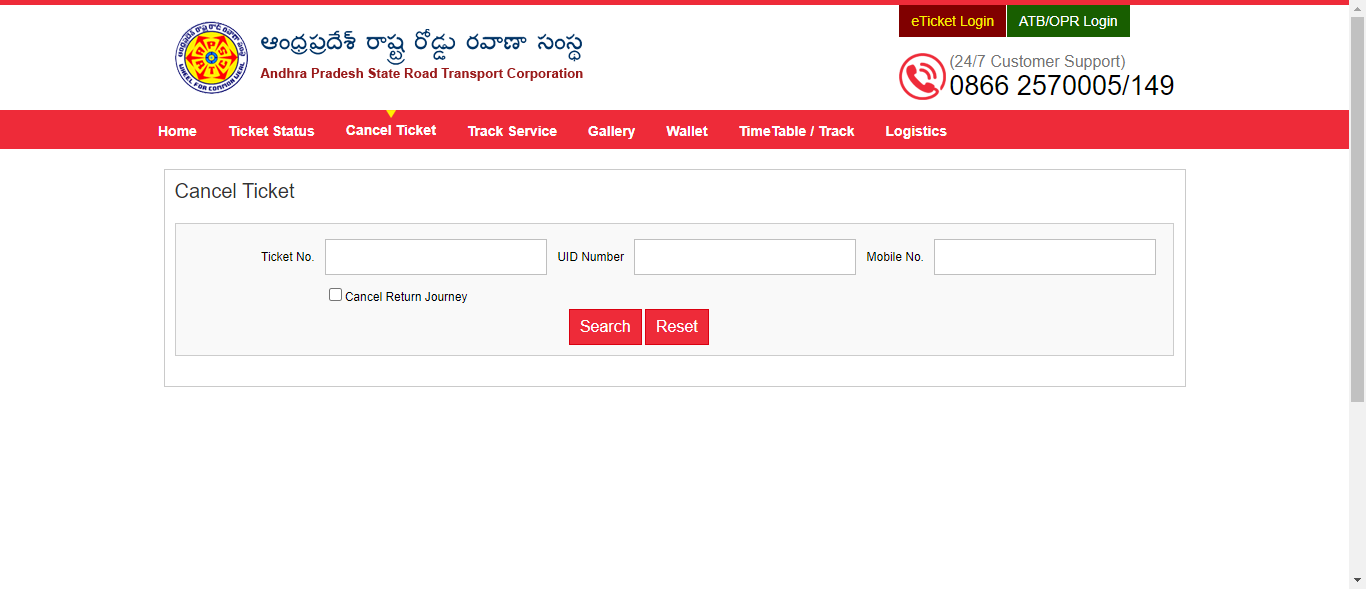 eTicket Login ATB/OPR Login
ఆంధ్రప్రదేశ్ రాష్ట్ర రోడ్డు రవాణా సంస్థ
Andhra Pradesh State Road Transport Corporation
(24/7 Customer Support)
0866 2570005/149
Home Ticket Status Cancel Ticket Track Service Gallery Wallet TimeTable / Track Logistics
Cancel Ticket
Ticket No. UID Number Mobile No.
Cancel Return Journey
Search Reset